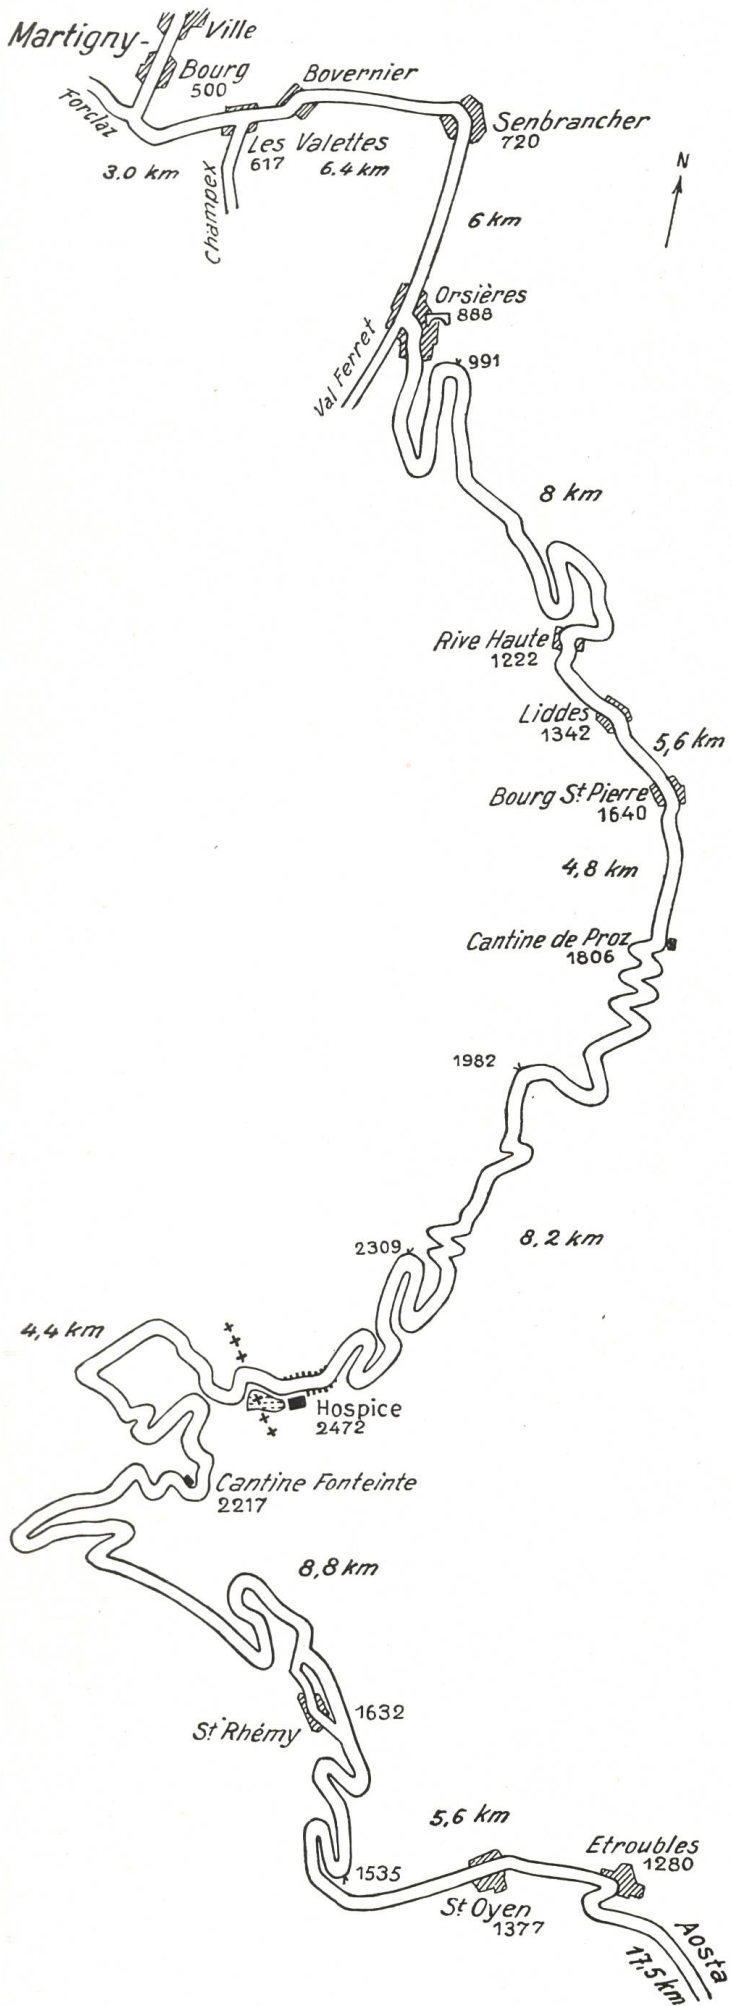 Martigny-
Ville
Bourg
500
Forclaz
Bovernier
Senbrancher
720
Les Valettes
617
3.0 km
6.4 km
Champex
N
6 km
Orsières
888
Val Ferret
991
8 km
Rive Haute
1222
Liddes
1342
5,6 km
Bourg St. Pierre
1640
4,8 km
Cantine de Proz
1806
1982
8,2 km
2309
4,4 km
Hospice
2472
Cantine Fonteinte
2217
8,8 km
1632
St. Rhémy
5,6 km
Etroubles
1280
1535
St. Oyen
1377
Aosta
17,5 km